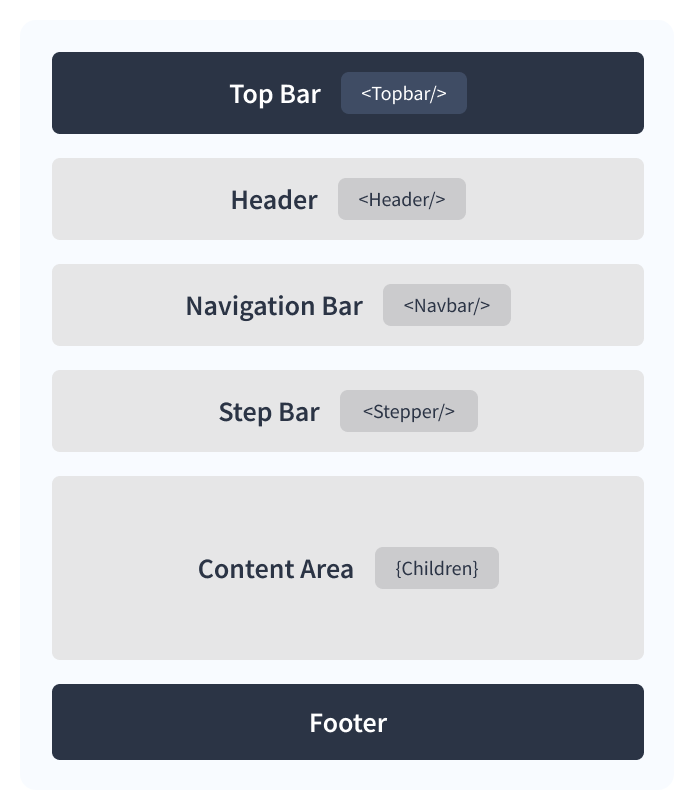 Top Bar <Topbar/>
Header <Header/>
Navigation Bar <Navbar/>
Step Bar <Stepper/>
Content Area {Children}
Footer